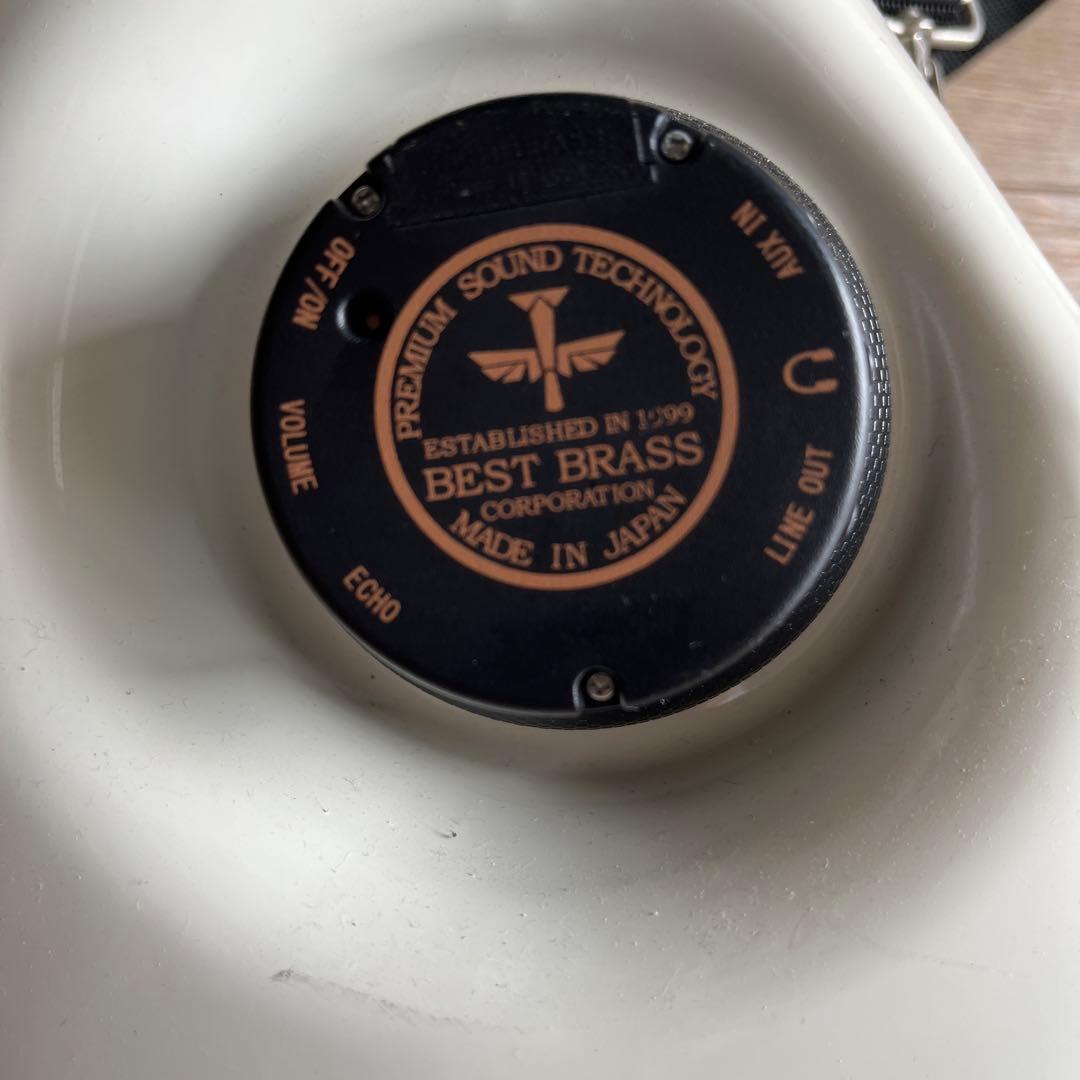 OFF/ON
VOLUME
ECHO
PREMIUM SOUND TECHNOLOGY
ESTABLISHED IN 1999
BEST BRASS
CORPORATION
MADE IN JAPAN
AUX IN
LINE OUT